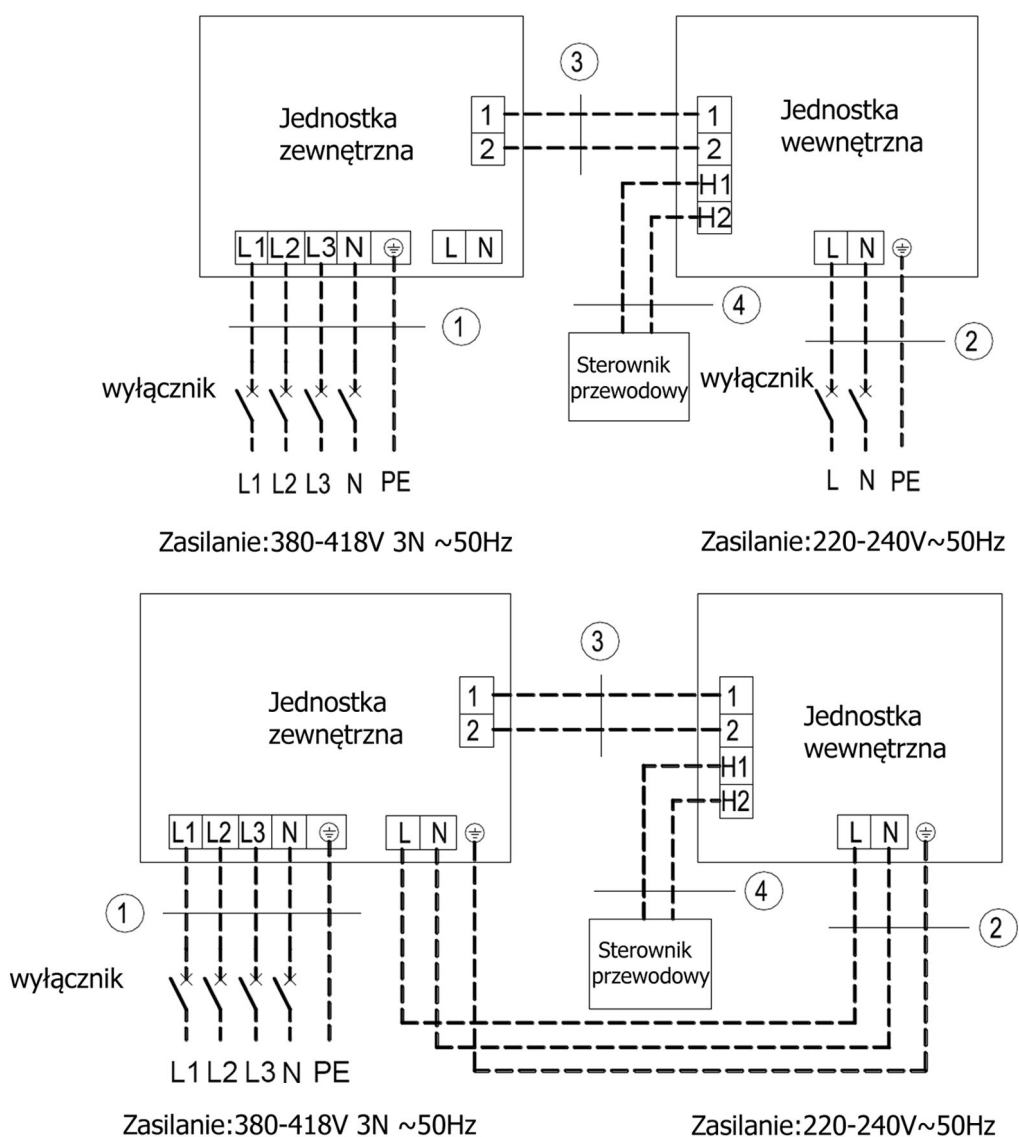 3
Jednostka
zewnętrzna
1
2
1
2
H1
H2
Jednostka
wewnętrzna
L1 L2 L3 N
L N
L N
1
4
2
wyłącznik
Sterownik
przewodowy
wyłącznik
L1 L2 L3 N PE
L N PE
Zasilanie:380-418V 3N ~50Hz
Zasilanie:220-240V~50Hz
3
Jednostka
zewnętrzna
1
2
1
2
H1
H2
Jednostka
wewnętrzna
L1 L2 L3 N
L N
L N
1
4
2
wyłącznik
Sterownik
przewodowy
L1 L2 L3 N PE
Zasilanie:380-418V 3N ~50Hz
Zasilanie:220-240V~50Hz